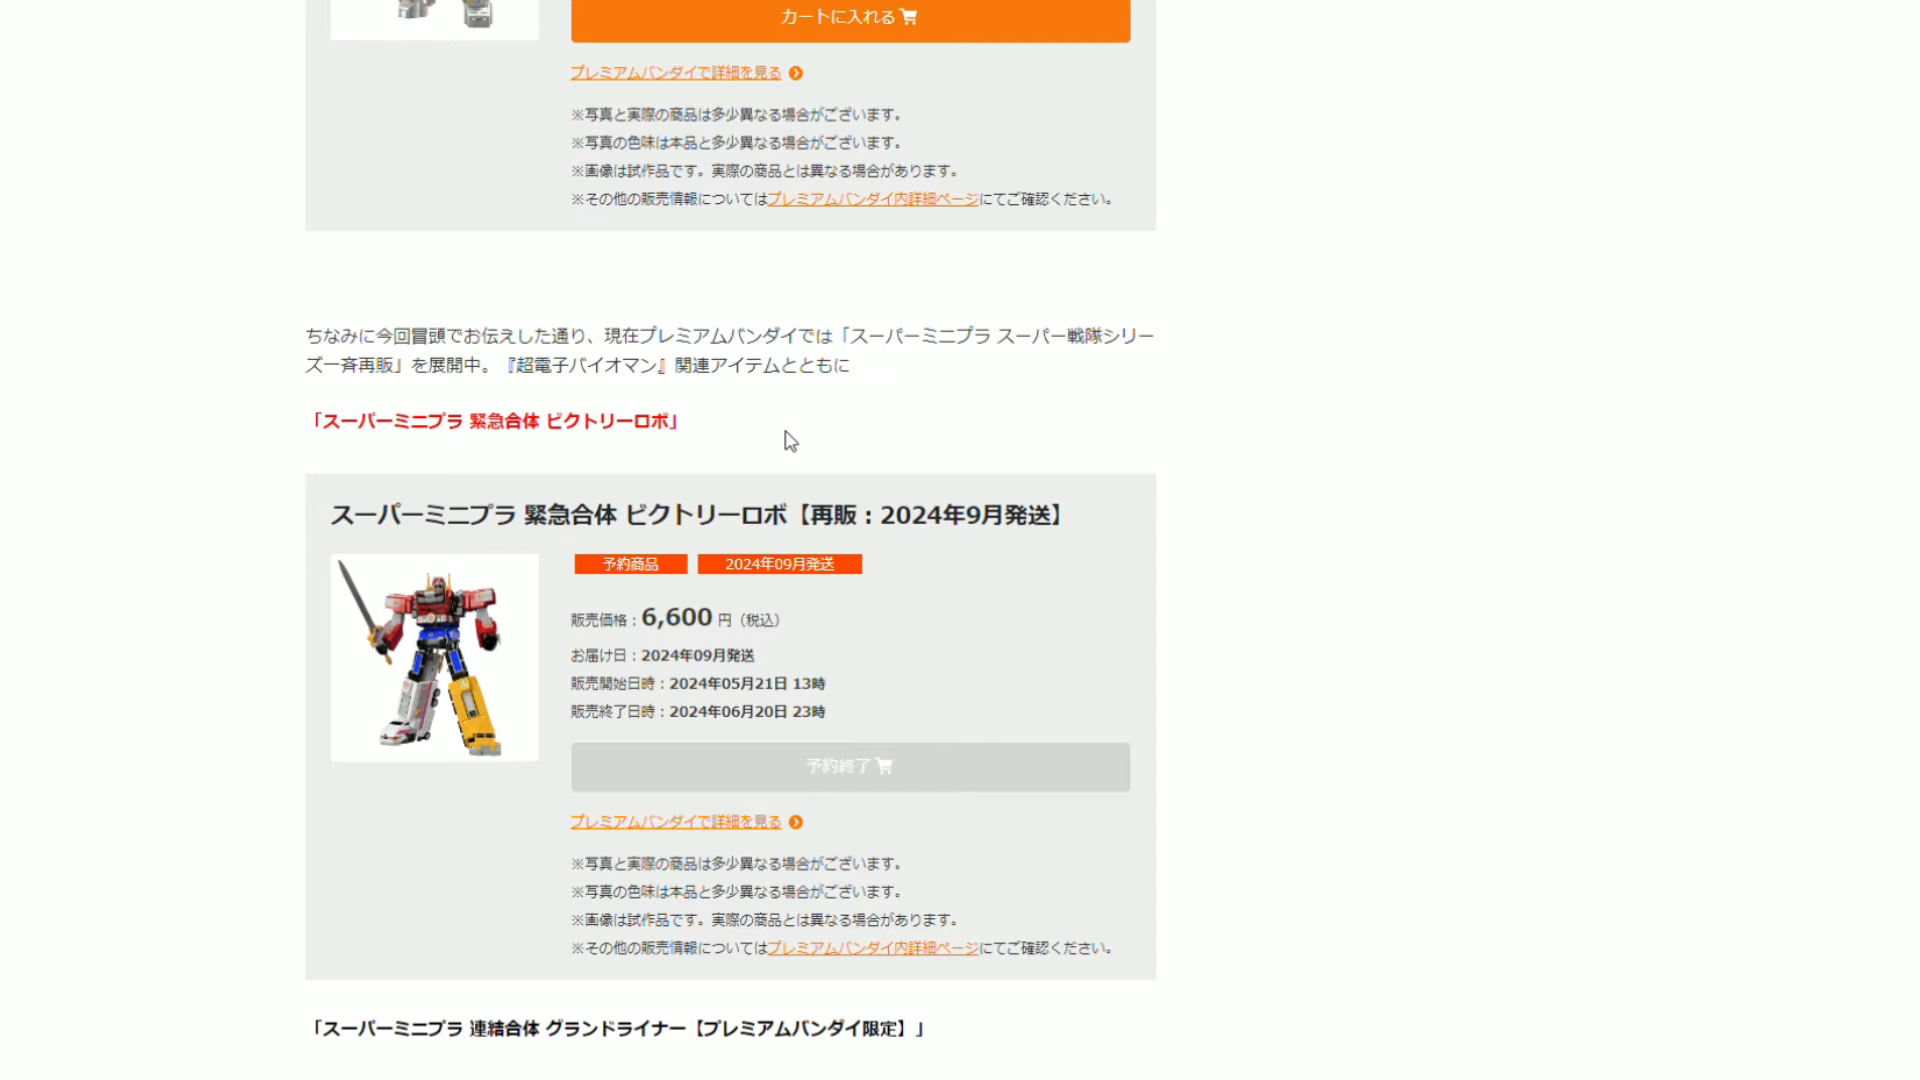 カートに入れる
プレミアムバンダイで詳細を見る
※写真と実際の商品は多少異なる場合がございます。
※写真の色味は本品と多少異なる場合がございます。
※画像は試作品です。実際の商品とは異なる場合があります。
※その他の販売情報についてはプレミアムバンダイ内詳細ページにてご確認ください。
ちなみに今回冒頭でお伝えした通り、現在プレミアムバンダイでは「スーパーミニプラ スーパー戦隊シリー
ズ一斉再販」を展開中。『超電子バイオマン』関連アイテムとともに
「スーパーミニプラ 緊急合体 ビクトリーロボ」
スーパーミニプラ 緊急合体 ビクトリーロボ【再販：2024年9月発送】
予約商品 2024年09月発送
販売価格：6,600 円（税込）
お届け日：2024年09月発送
販売開始日時：2024年05月21日 13時
販売終了日時：2024年06月20日 23時
予約終了
プレミアムバンダイで詳細を見る
※写真と実際の商品は多少異なる場合がございます。
※写真の色味は本品と多少異なる場合がございます。
※画像は試作品です。実際の商品とは異なる場合があります。
※その他の販売情報についてはプレミアムバンダイ内詳細ページにてご確認ください。
「スーパーミニプラ 連結合体 グランドライナー【プレミアムバンダイ限定】」